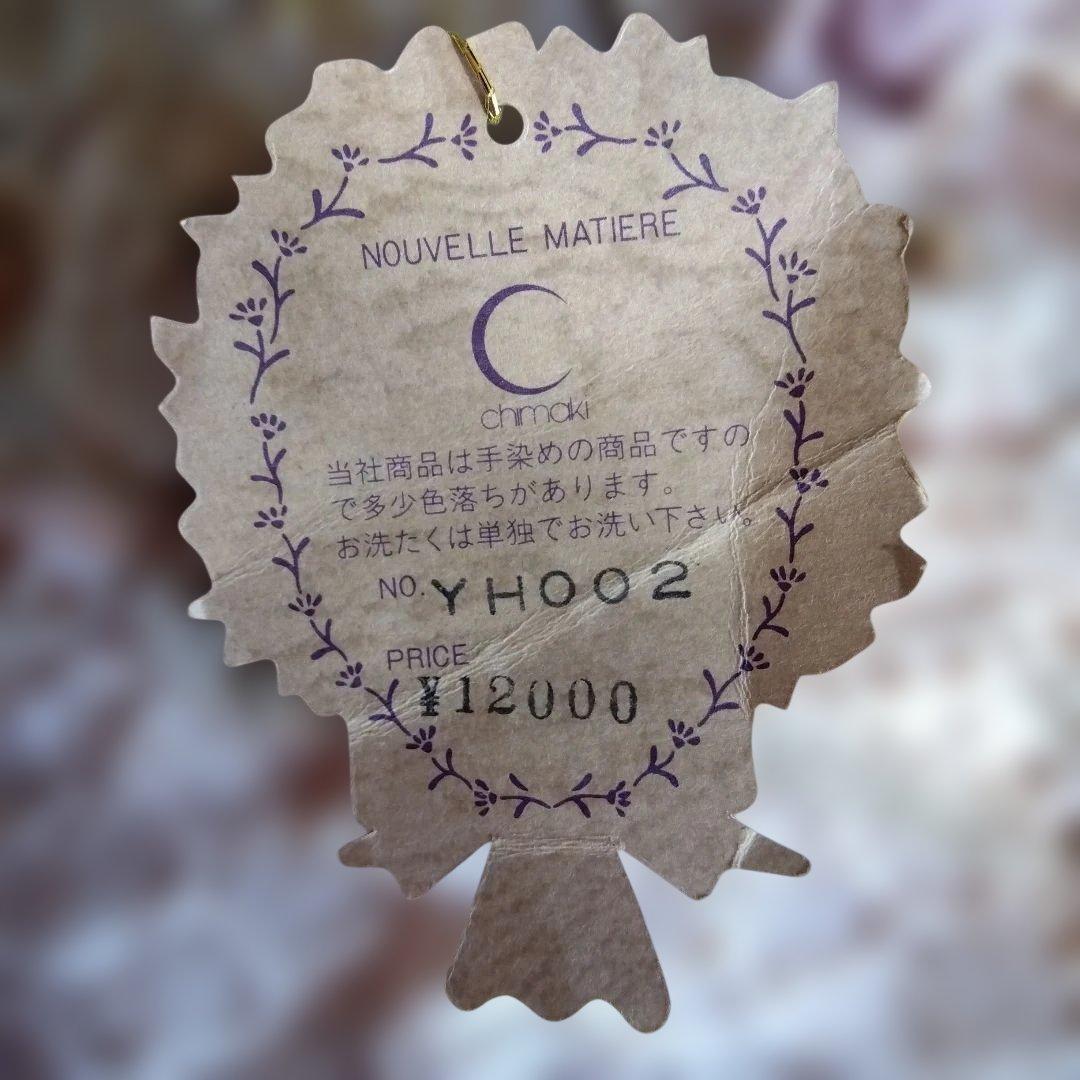 NOUVELLE MATIERE
chimaki
当社商品は手染めの商品ですの
で多少色落ちがあります。
お洗たくは単独でお洗い下さい。
NO. YH002
PRICE
¥12000